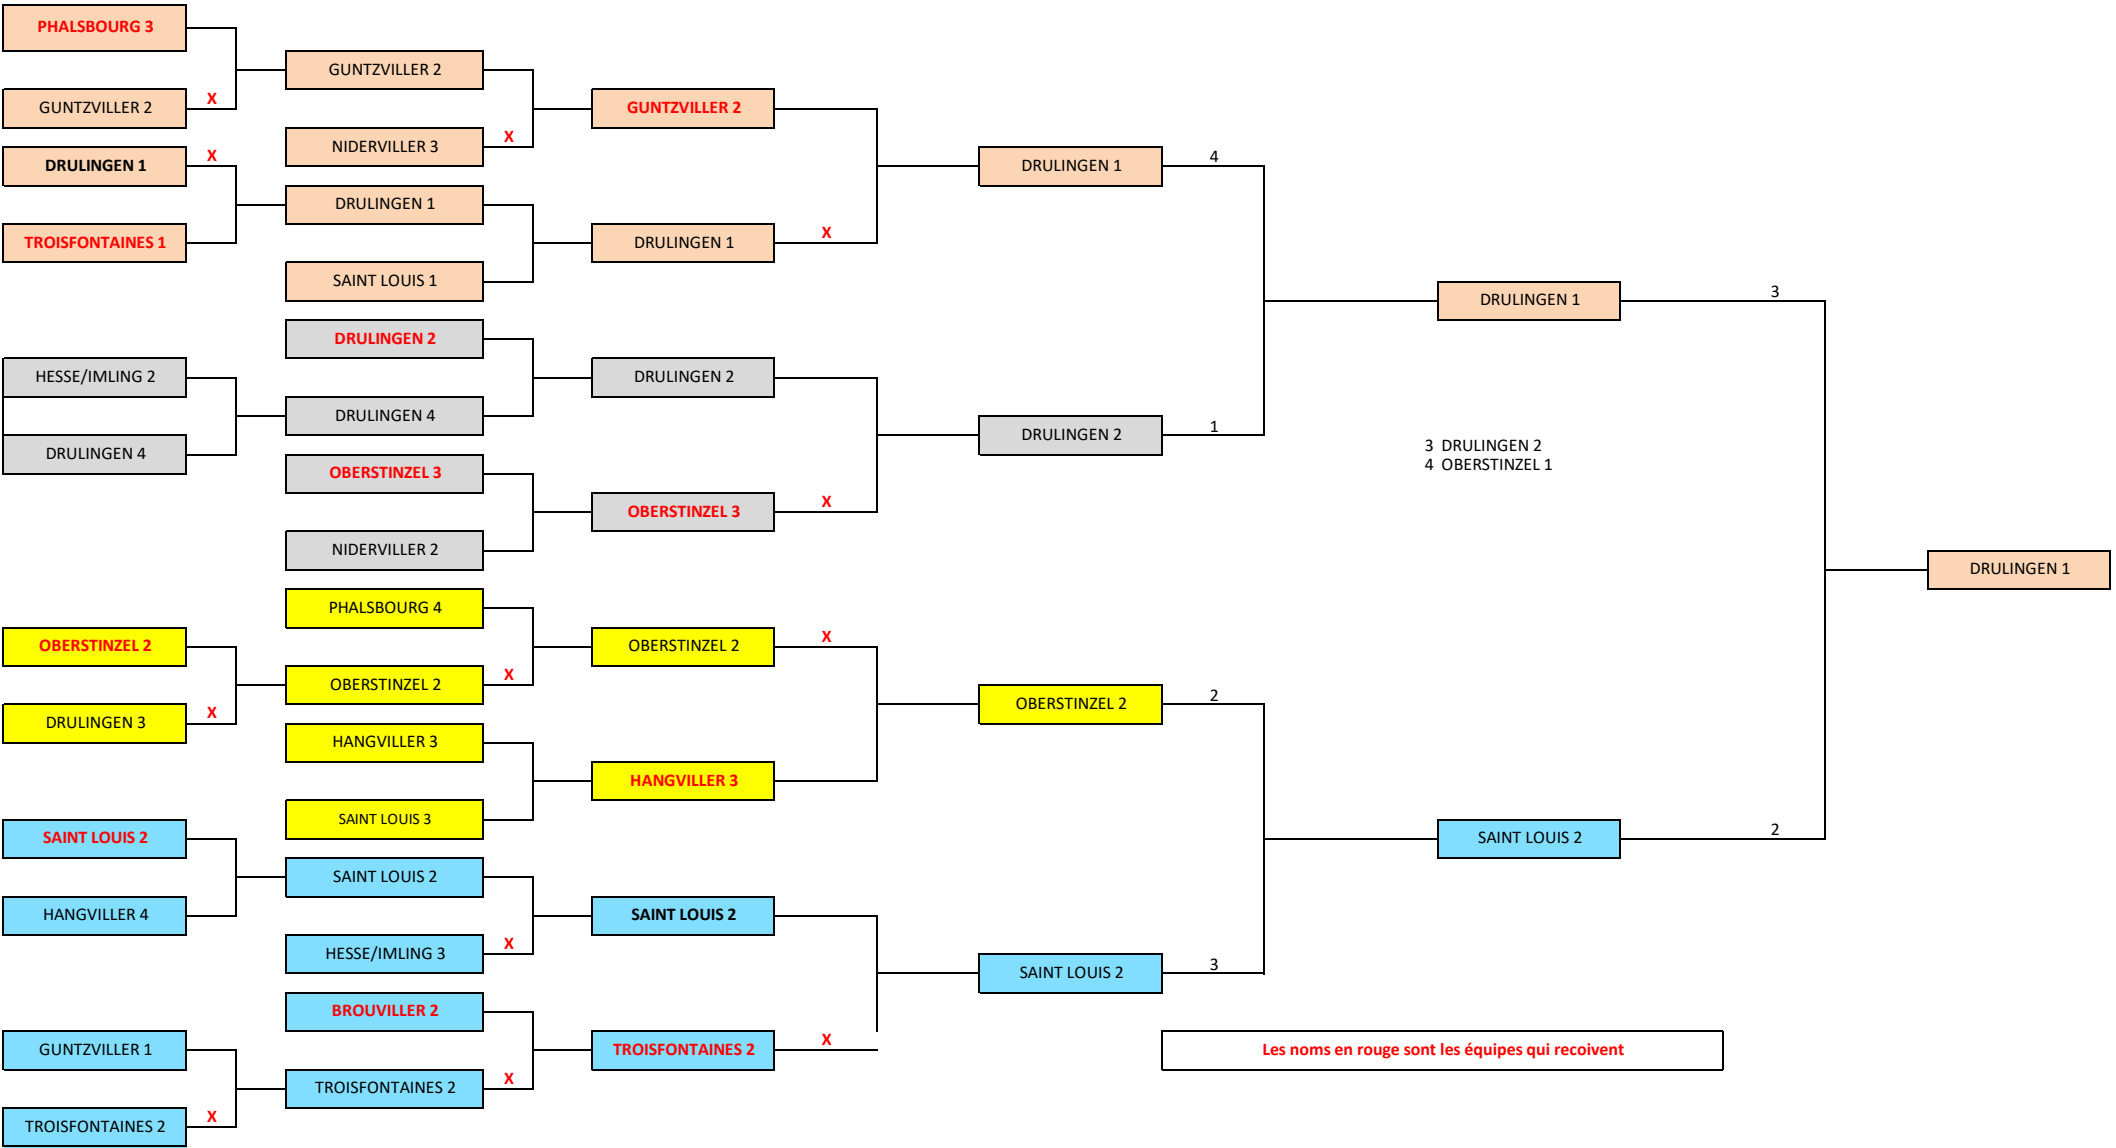 PHALSBOURG 3
GUNTZVILLER 2
GUNTZVILLER 2 X
GUNTZVILLER 2
NIDERVILLER 3 X
DRULINGEN 1 X
DRULINGEN 1 4
DRULINGEN 1
TROISFONTAINES 1
DRULINGEN 1 X
SAINT LOUIS 1
DRULINGEN 1 3
DRULINGEN 2
HESSE/IMLING 2
DRULINGEN 2
DRULINGEN 4
DRULINGEN 2 1
DRULINGEN 4
3 DRULINGEN 2
4 OBERSTINZEL 1
OBERSTINZEL 3
OBERSTINZEL 3 X
NIDERVILLER 2
DRULINGEN 1
PHALSBOURG 4
OBERSTINZEL 2
OBERSTINZEL 2 X
OBERSTINZEL 2 X
OBERSTINZEL 2 2
DRULINGEN 3 X
HANGVILLER 3
HANGVILLER 3
SAINT LOUIS 3
SAINT LOUIS 2
SAINT LOUIS 2 2
SAINT LOUIS 2
HANGVILLER 4
SAINT LOUIS 2
HESSE/IMLING 3 X
SAINT LOUIS 2 3
BROUVILLER 2
GUNTZVILLER 1
TROISFONTAINES 2 X
Les noms en rouge sont les équipes qui recoivent
TROISFONTAINES 2 X
TROISFONTAINES 2 X